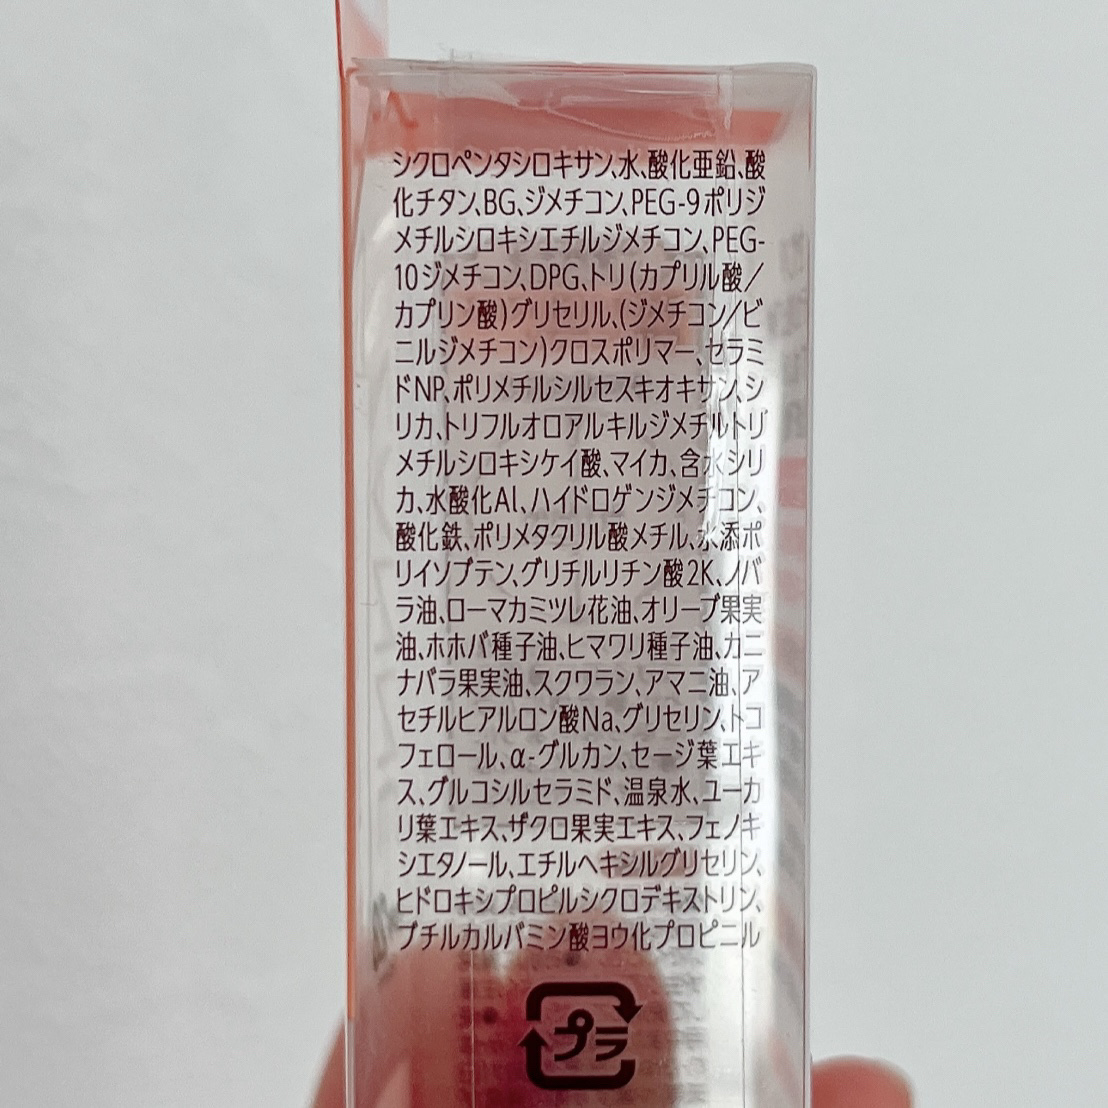 シクロペンタシロキサン、水、酸化亜鉛、酸
化チタン、BG、ジメチコン、PEG-9ポリジ
メチルシロキシエチルジメチコン、PEG-
10ジメチコン、DPG、トリ(カプリル酸/
カプリン酸)グリセリル、(ジメチコン/ビ
ニルジメチコン)クロスポリマー、セラミ
ドNP、ポリメチルシルセスキオキサン、シ
リカ、トリフルオロアルキルジメチルトリ
メチルシロキシケイ酸、マイカ、含水シリ
カ、水酸化Al、ハイドロゲンジメチコン、
酸化鉄、ポリメタクリル酸メチル、水添ポ
リイソブテン、グリチルリチン酸2K、ノバ
ラ油、ローマカミツレ花油、オリーブ果実
油、ホホバ種子油、ヒマワリ種子油、カニ
ナバラ果実油、スクワラン、アマニ油、ア
セチルヒアルロン酸Na、グリセリン、トコ
フェロール、α-グルカン、セージ葉エキ
ス、グルコシルセラミド、温泉水、ユーカ
リ葉エキス、ザクロ果実エキス、フェノキ
シエタノール、エチルヘキシルグリセリン、
ヒドロキシプロピルシクロデキストリン、
ブチルカルバミン酸ヨウ化プロピニル
プラ